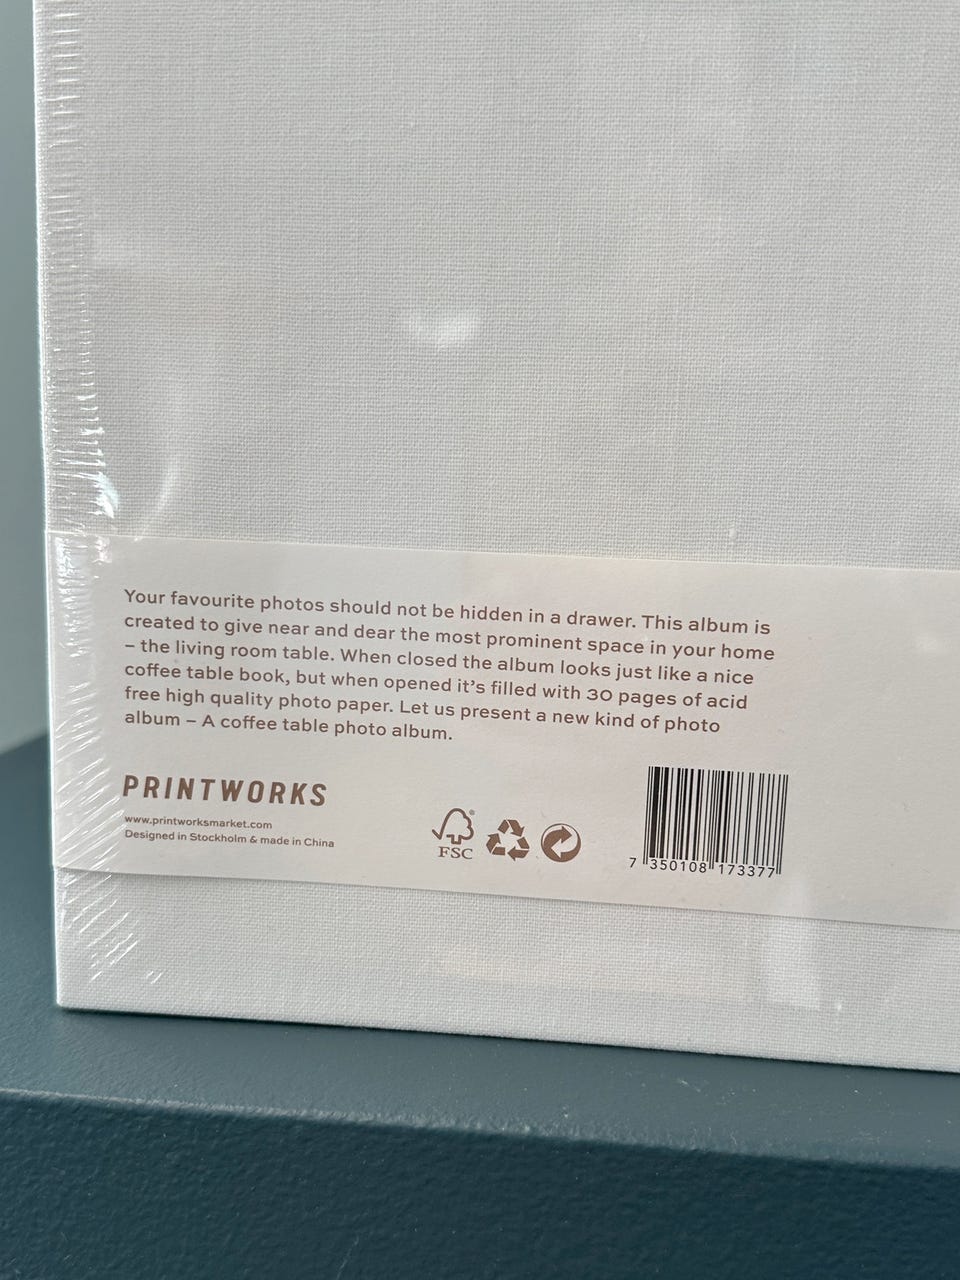 Your favourite photos should not be hidden in a drawer. This album is
created to give near and dear the most prominent space in your home
– the living room table. When closed the album looks just like a nice
coffee table book, but when opened it's filled with 30 pages of acid
free high quality photo paper. Let us present a new kind of photo
album – A coffee table photo album.
PRINTWORKS
www.printworksmarket.com
Designed in Stockholm & made in China
FSC
7 350108 173377